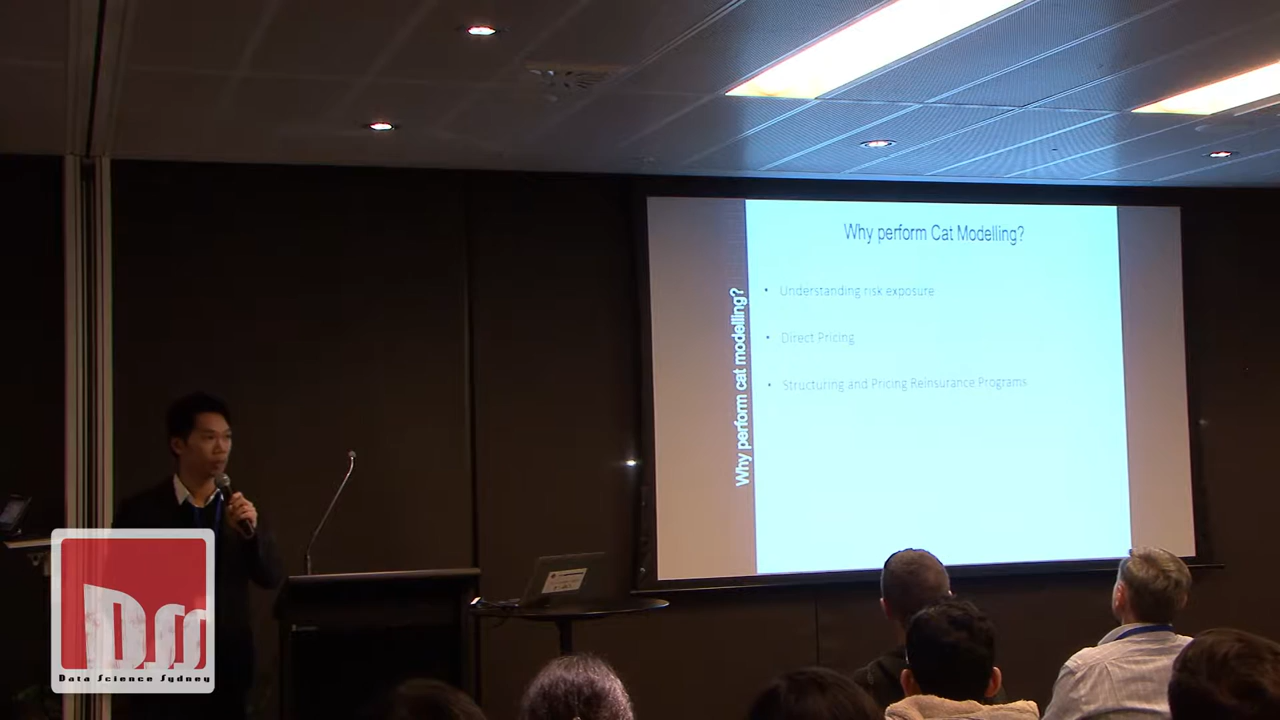 Why perform Cat Modelling?
Why perform cat modelling?
• Understanding risk exposure
• Direct Pricing
• Structuring and Pricing Reinsurance Programs
DSS
Data Science Sydney